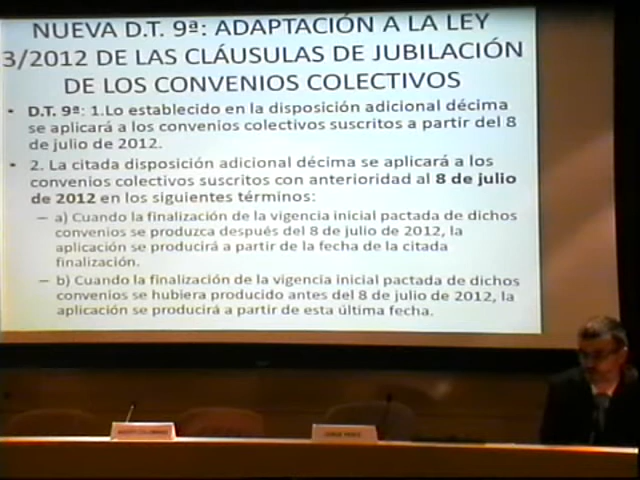 NUEVA D.T. 9ª: ADAPTACIÓN A LA LEY
3/2012 DE LAS CLÁUSULAS DE JUBILACIÓN
DE LOS CONVENIOS COLECTIVOS
• D.T. 9ª: 1.Lo establecido en la disposición adicional décima
se aplicará a los convenios colectivos suscritos a partir del 8
de julio de 2012.
• 2. La citada disposición adicional décima se aplicará a los
convenios colectivos suscritos con anterioridad al 8 de julio
de 2012 en los siguientes términos:
– a) Cuando la finalización de la vigencia inicial pactada de dichos
convenios se produzca después del 8 de julio de 2012, la
aplicación se producirá a partir de la fecha de la citada
finalización.
– b) Cuando la finalización de la vigencia inicial pactada de dichos
convenios se hubiera producido antes del 8 de julio de 2012, la
aplicación se producirá a partir de esta última fecha.